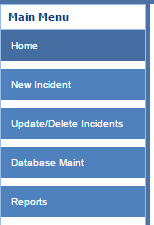 Main Menu
Home
New Incident
Update/Delete Incidents
Database Maint
Reports